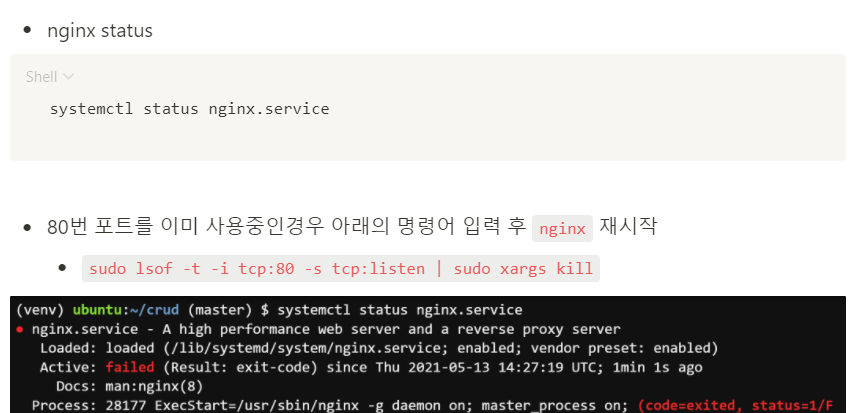 nginx status
Shell
systemctl status nginx.service
80번 포트를 이미 사용중인경우 아래의 명령어 입력 후 nginx 재시작
sudo lsof -t -i tcp:80 -s tcp:listen | sudo xargs kill
(venv) ubuntu:~/crud (master) $ systemctl status nginx.service
● nginx.service - A high performance web server and a reverse proxy server
Loaded: loaded (/lib/systemd/system/nginx.service; enabled; vendor preset: enabled)
Active: failed (Result: exit-code) since Thu 2021-05-13 14:27:19 UTC; 1min 1s ago
Docs: man:nginx(8)
Process: 28177 ExecStart=/usr/sbin/nginx -g daemon on; master_process on; (code=exited, status=1/F